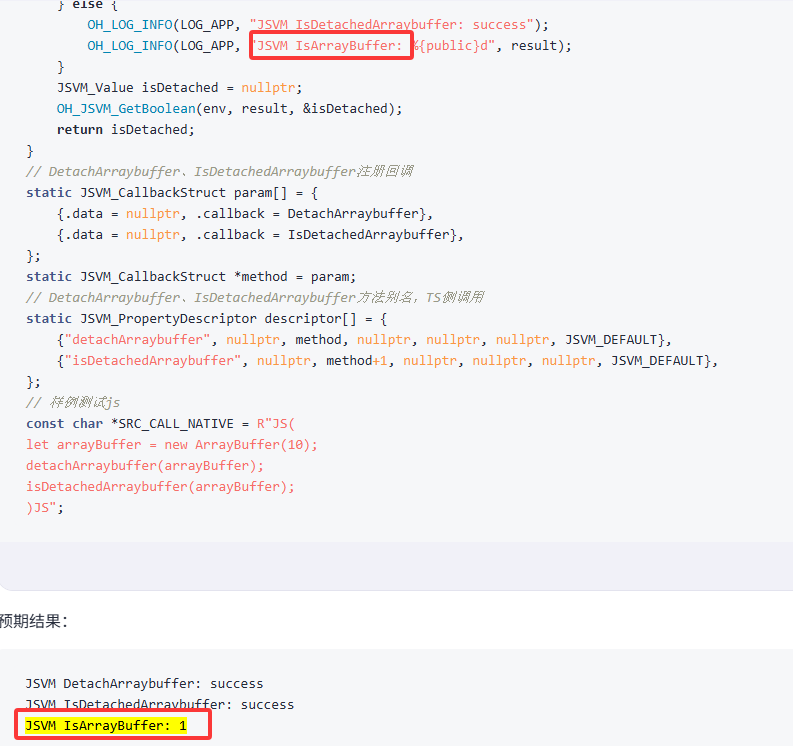 } else {
OH_LOG_INFO(LOG_APP, "JSVM IsDetachedArraybuffer: success");
OH_LOG_INFO(LOG_APP, "JSVM IsArrayBuffer: %{public}d", result);
}
JSVM_Value isDetached = nullptr;
OH_JSVM_GetBoolean(env, result, &isDetached);
return isDetached;
}
// DetachArraybuffer、IsDetachedArraybuffer注册回调
static JSVM_CallbackStruct param[] = {
{.data = nullptr, .callback = DetachArraybuffer},
{.data = nullptr, .callback = IsDetachedArraybuffer},
};
static JSVM_CallbackStruct *method = param;
// DetachArraybuffer、IsDetachedArraybuffer方法别名，TS侧调用
static JSVM_PropertyDescriptor descriptor[] = {
{"detachArraybuffer", nullptr, method, nullptr, nullptr, nullptr, JSVM_DEFAULT},
{"isDetachedArraybuffer", nullptr, method+1, nullptr, nullptr, nullptr, JSVM_DEFAULT},
};
// 样例测试js
const char *SRC_CALL_NATIVE = R"JS(
let arrayBuffer = new ArrayBuffer(10);
detachArraybuffer(arrayBuffer);
isDetachedArraybuffer(arrayBuffer);
)JS";
预期结果：
JSVM DetachArraybuffer: success
JSVM IsDetachedArraybuffer: success
JSVM IsArrayBuffer: 1